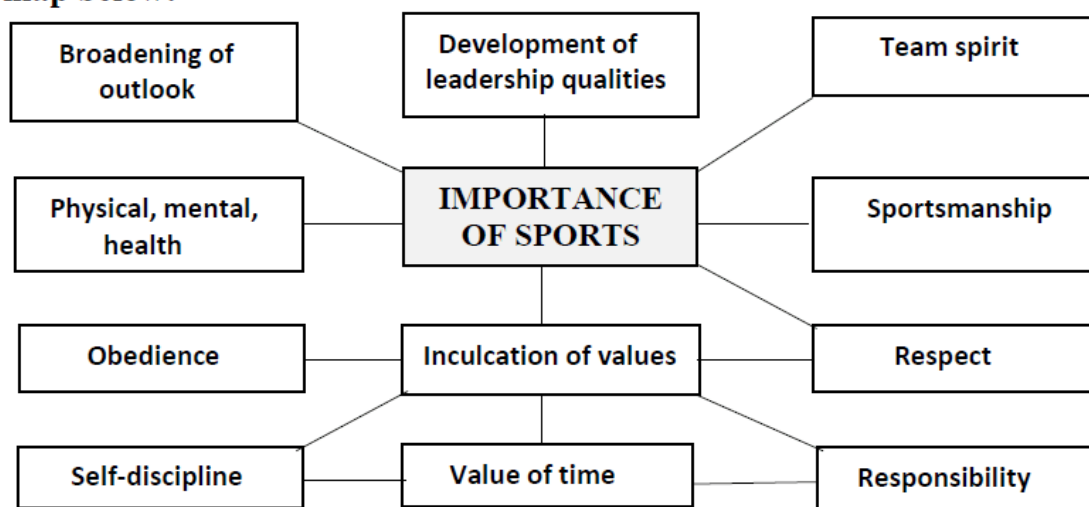 Broadening of
outlook
Development of
leadership qualities
Team spirit
Physical, mental,
health
IMPORTANCE
OF SPORTS
Sportsmanship
Obedience
Inculcation of values
Respect
Self-discipline
Value of time
Responsibility